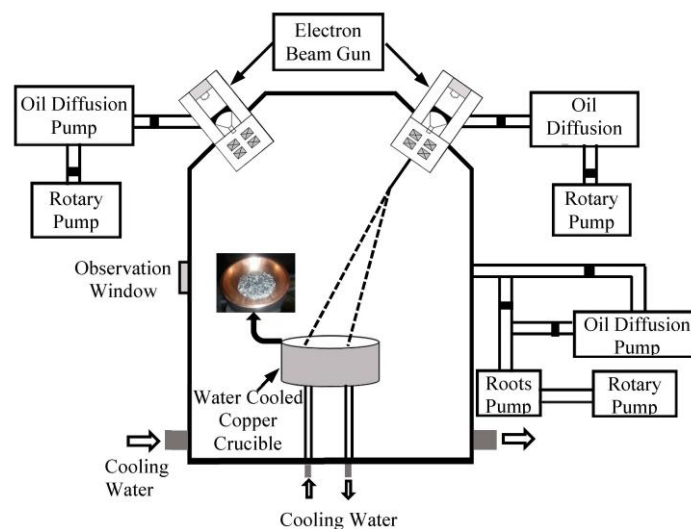 Electron
Beam Gun
Oil Diffusion
Pump
Oil
Diffusion
Rotary
Pump
Rotary
Pump
Observation
Window
Oil Diffusion
Pump
Water Cooled
Copper
Crucible
Roots
Pump
Rotary
Pump
Cooling
Water
Cooling Water